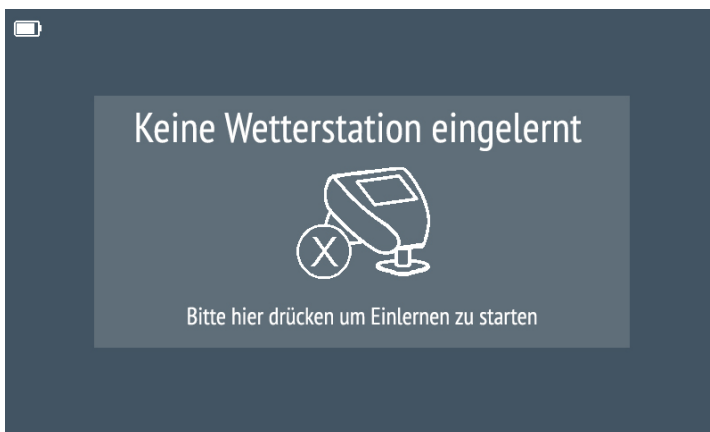 Keine Wetterstation eingelernt
X
Bitte hier drücken um Einlernen zu starten